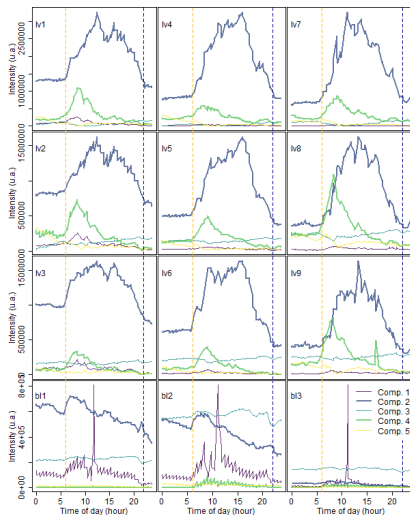 lv1
lv4
lv7
Intensity (u.a.)
1000000
2500000
lv2
lv5
lv8
Intensity (u.a.)
500000
1500000
lv3
lv6
lv9
Intensity (u.a.)
500000
1500000
bl1
bl2
bl3
Intensity (u.a.)
0e+00
4e+05
8e+05
Comp. 1
Comp. 2
Comp. 3
Comp. 4
Comp. 5
0 5 10 15 20
0 5 10 15 20
0 5 10 15 20
Time of day (hour)
Time of day (hour)
Time of day (hour)